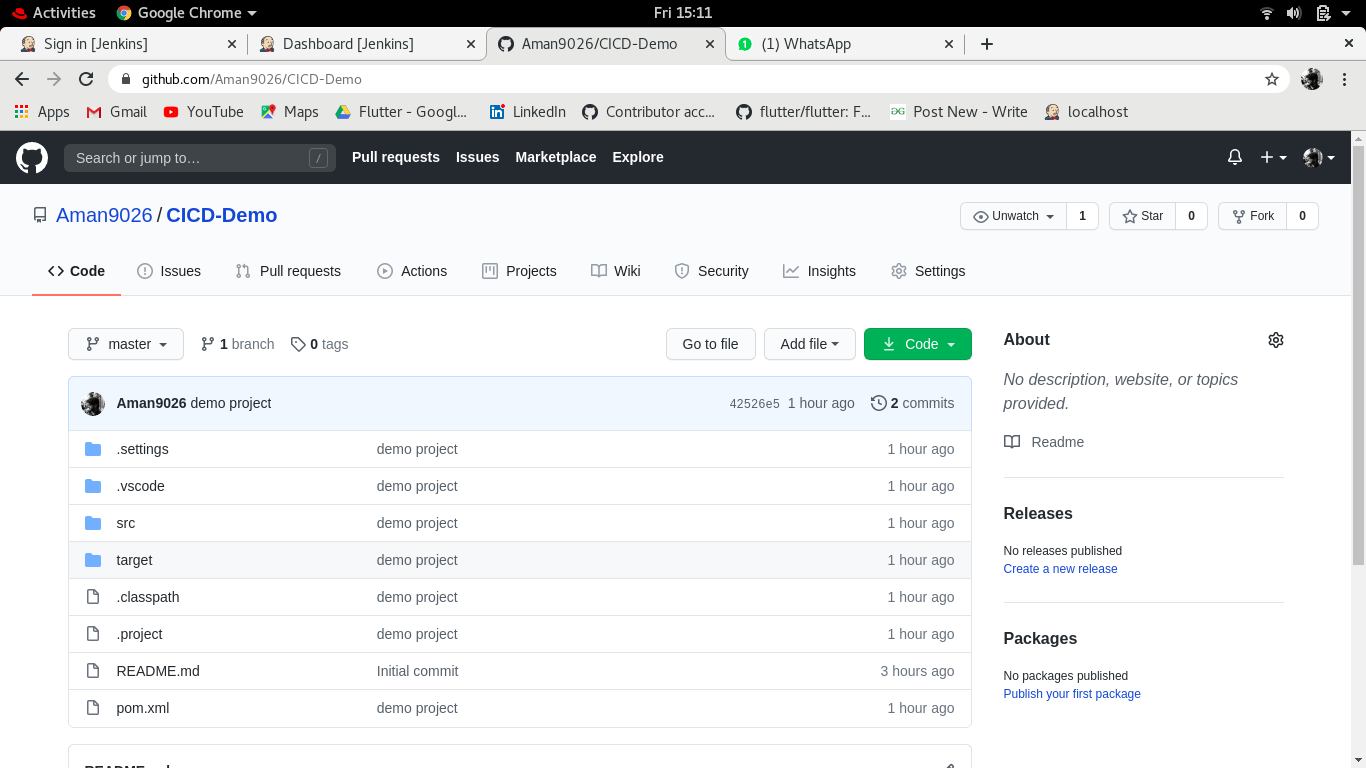 Activities Google Chrome Fri 15:11
Sign in [Jenkins] Dashboard [Jenkins] Aman9026/CICD-Demo (1) WhatsApp
github.com/Aman9026/CICD-Demo
Apps Gmail YouTube Maps Flutter - Googl... LinkedIn Contributor acc... flutter/flutter: F... Post New - Write localhost
Search or jump to… / Pull requests Issues Marketplace Explore
Aman9026 / CICD-Demo Unwatch 1 Star 0 Fork 0
Code Issues Pull requests Actions Projects Wiki Security Insights Settings
master 1 branch 0 tags Go to file Add file Code
Aman9026 demo project 42526e5 1 hour ago 2 commits
.settings demo project 1 hour ago
.vscode demo project 1 hour ago
src demo project 1 hour ago
target demo project 1 hour ago
.classpath demo project 1 hour ago
.project demo project 1 hour ago
README.md Initial commit 3 hours ago
pom.xml demo project 1 hour ago
About
No description, website, or topics
provided.
Readme
Releases
No releases published
Create a new release
Packages
No packages published
Publish your first package